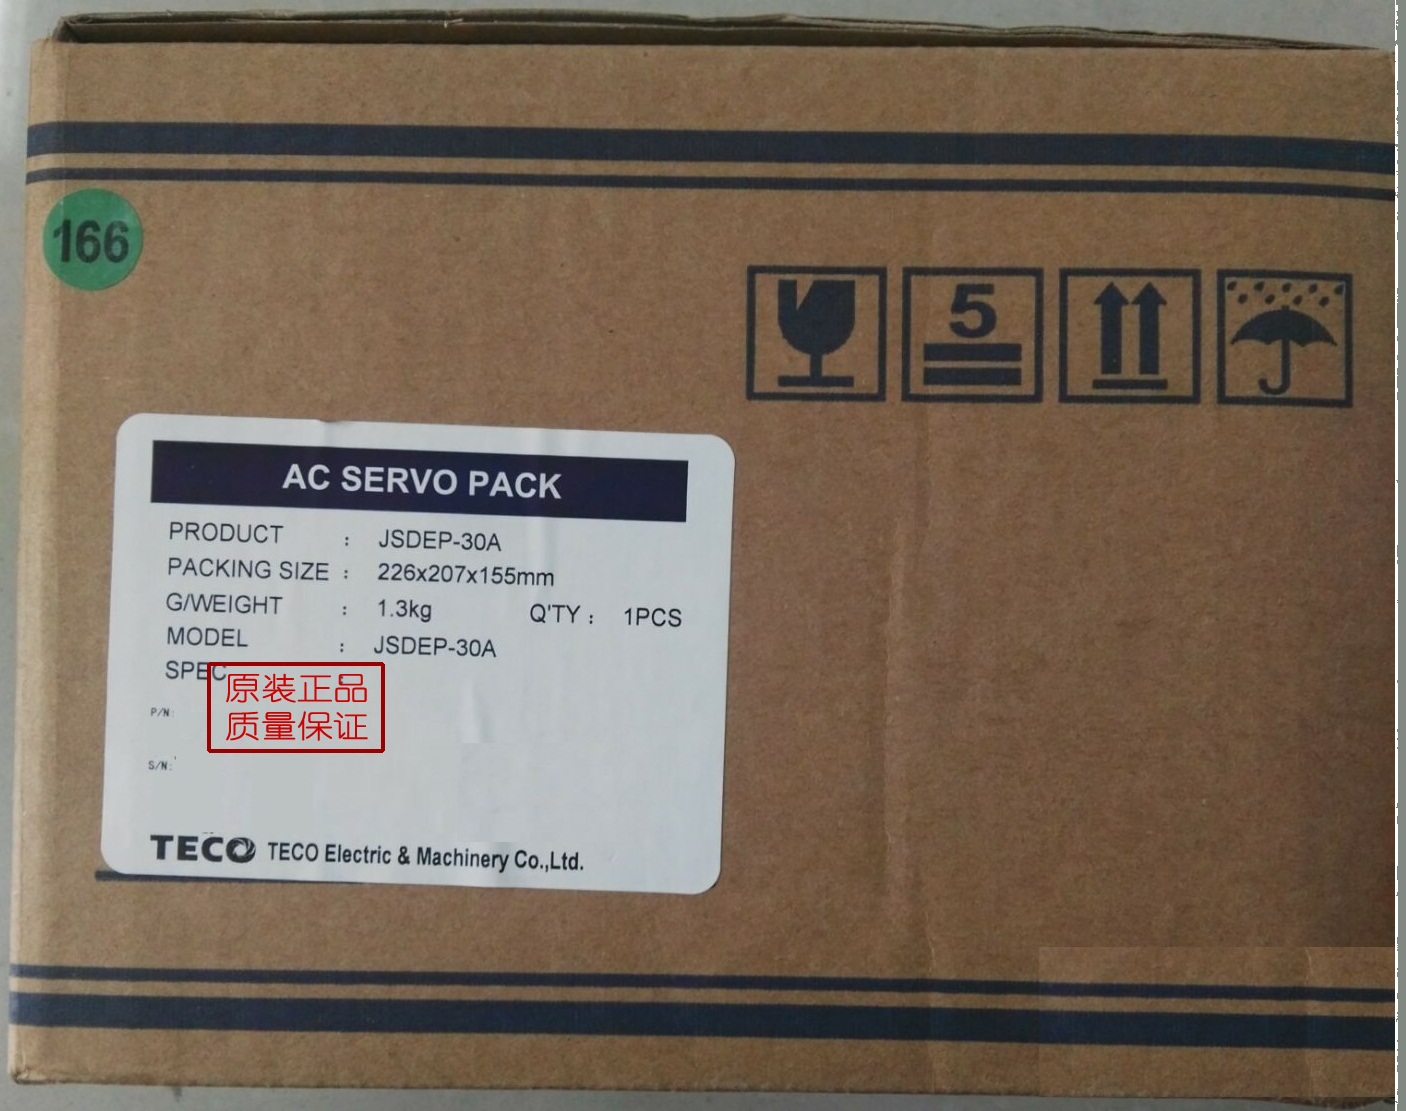 166
5
AC SERVO PACK
PRODUCT : JSDEP-30A
PACKING SIZE : 226x207x155mm
G/WEIGHT : 1.3kg Q'TY : 1PCS
MODEL : JSDEP-30A
SPEC :
原装正品
质量保证
P/N:
S/N:
TECO TECO Electric & Machinery Co.,Ltd.